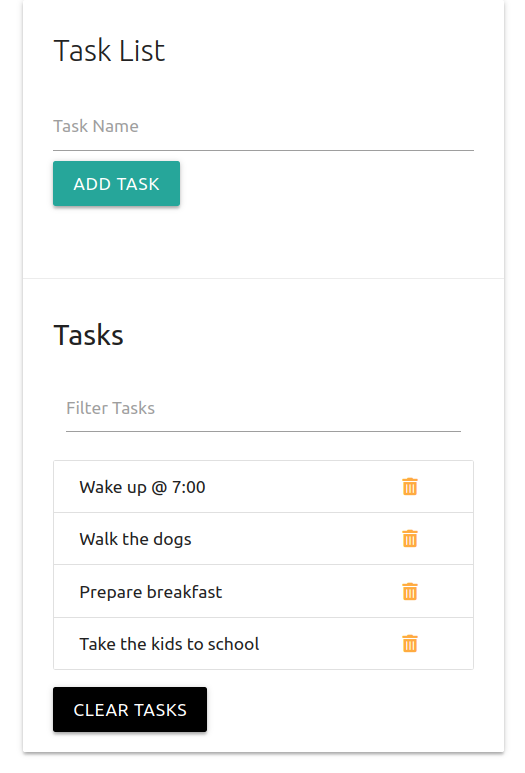 Task List
Task Name
ADD TASK
Tasks
Filter Tasks
Wake up @ 7:00
Walk the dogs
Prepare breakfast
Take the kids to school
CLEAR TASKS